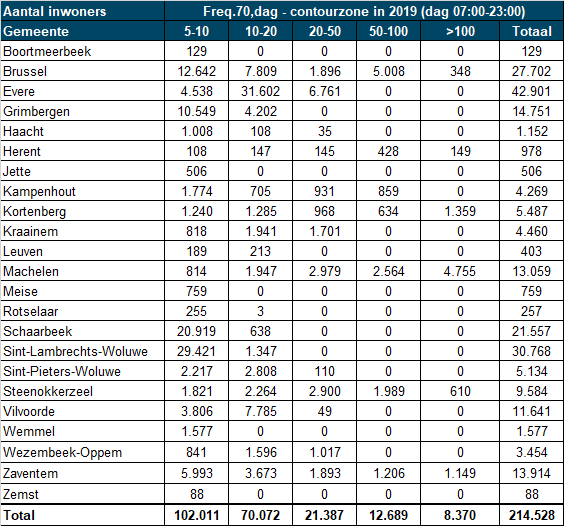 Aantal inwoners Freq.70,dag - contourzone in 2019 (dag 07:00-23:00)
Gemeente 5-10 10-20 20-50 50-100 >100 Totaal
Boortmeerbeek 129 0 0 0 0 129
Brussel 12.642 7.809 1.896 5.008 348 27.702
Evere 4.538 31.602 6.761 0 0 42.901
Grimbergen 10.549 4.202 0 0 0 14.751
Haacht 1.008 108 35 0 0 1.152
Herent 108 147 145 428 149 978
Jette 506 0 0 0 0 506
Kampenhout 1.774 705 931 859 0 4.269
Kortenberg 1.240 1.285 968 634 1.359 5.487
Kraainem 818 1.941 1.701 0 0 4.460
Leuven 189 213 0 0 0 403
Machelen 814 1.947 2.979 2.564 4.755 13.059
Meise 759 0 0 0 0 759
Rotselaar 255 3 0 0 0 257
Schaarbeek 20.919 638 0 0 0 21.557
Sint-Lambrechts-Woluwe 29.421 1.347 0 0 0 30.768
Sint-Pieters-Woluwe 2.217 2.808 110 0 0 5.134
Steenokkerzeel 1.821 2.264 2.900 1.989 610 9.584
Vilvoorde 3.806 7.785 49 0 0 11.641
Wemmel 1.577 0 0 0 0 1.577
Wezembeek-Oppem 841 1.596 1.017 0 0 3.454
Zaventem 5.993 3.673 1.893 1.206 1.149 13.914
Zemst 88 0 0 0 0 88
Total 102.011 70.072 21.387 12.689 8.370 214.528